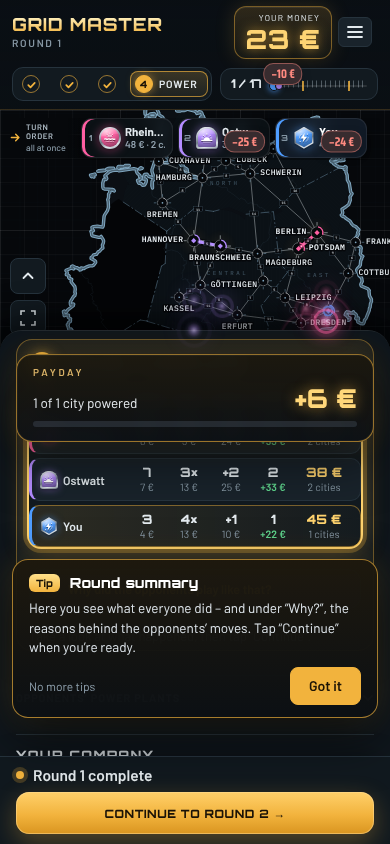 GRID MASTER
ROUND 1
YOUR MONEY
23 €
4 POWER
1 / 17
-10 €
TURN ORDER
all at once
1 Rhein…
48 € · 2 c.
2
-25 €
3
-24 €
CUXHAVEN
LÜBECK
HAMBURG
SCHWERIN
NORTH
BREMEN
BERLIN
HANNOVER
POTSDAM
FRANK
BRAUNSCHWEIG
MAGDEBURG
CENTRAL
EAST
COTTBU
GÖTTINGEN
LEIPZIG
KASSEL
ERFURT
DRESDEN
PAYDAY
1 of 1 city powered
+6 €
2 cities
Ostwatt 7 3x +2 2 38 €
7 € 13 € 25 € +33 € 2 cities
You 3 4x +1 1 45 €
4 € 13 € 10 € +22 € 1 cities
Tip Round summary
Here you see what everyone did – and under “Why?”, the
reasons behind the opponents’ moves. Tap “Continue”
when you’re ready.
No more tips
Got it
YOUR COMPANY
Round 1 complete
CONTINUE TO ROUND 2 →